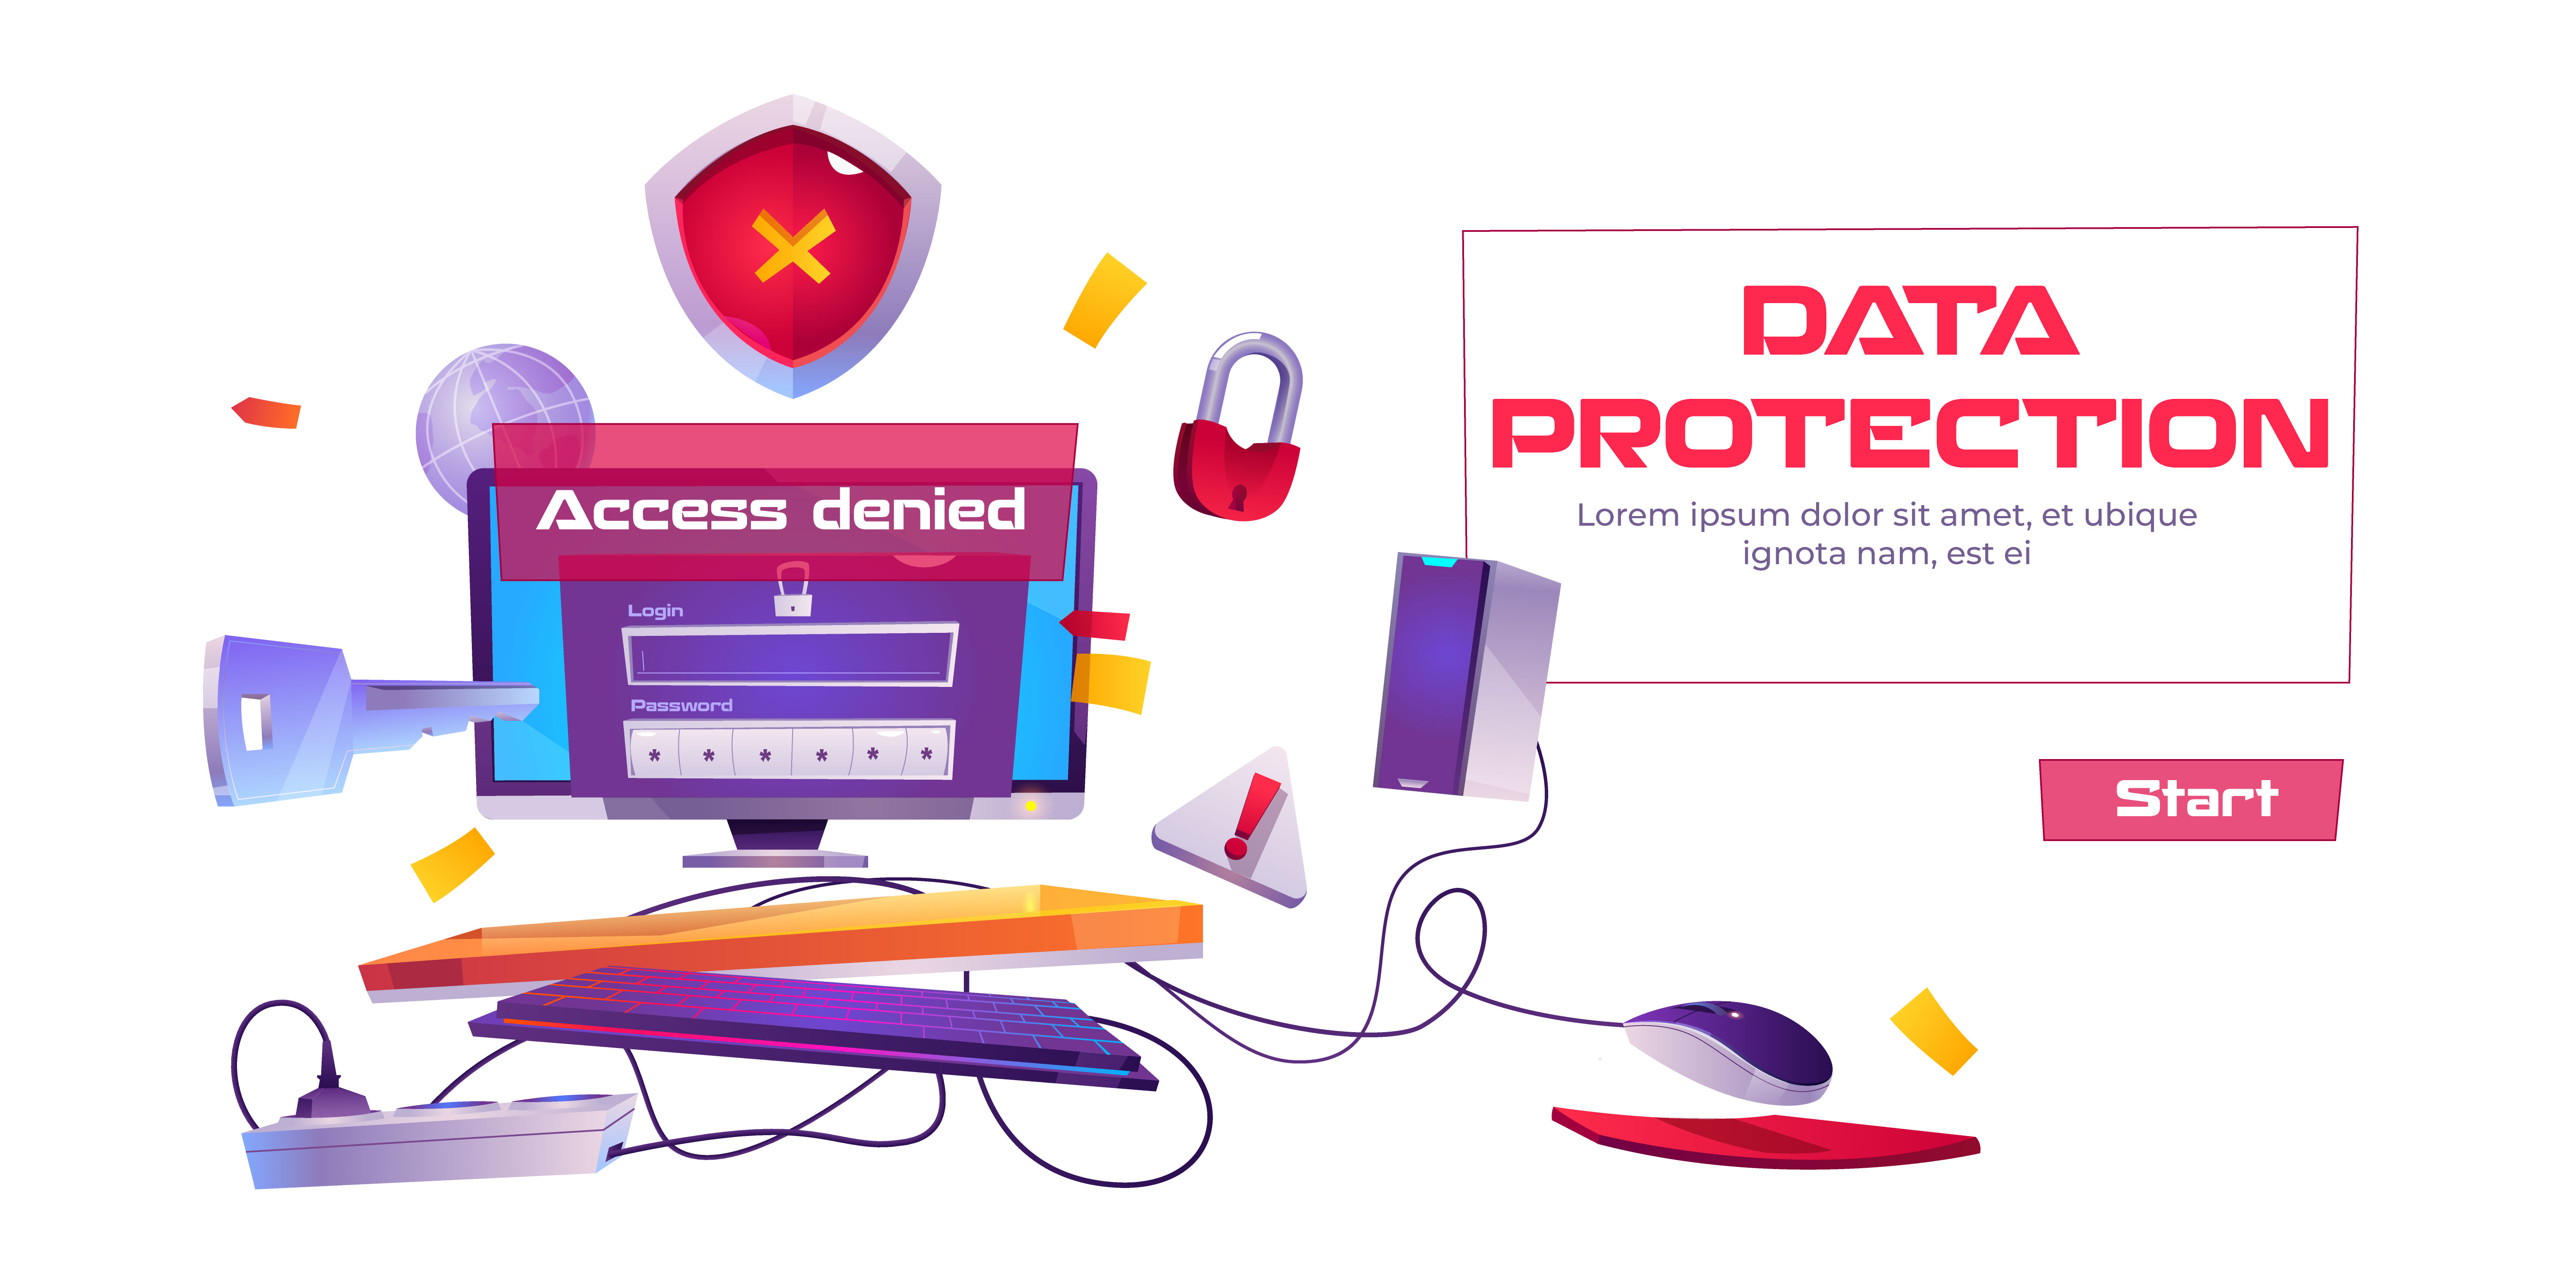 Access denied
Login
Password
* * * * * *
DATA
PROTECTION
Lorem ipsum dolor sit amet, et ubique
ignota nam, est ei
Start